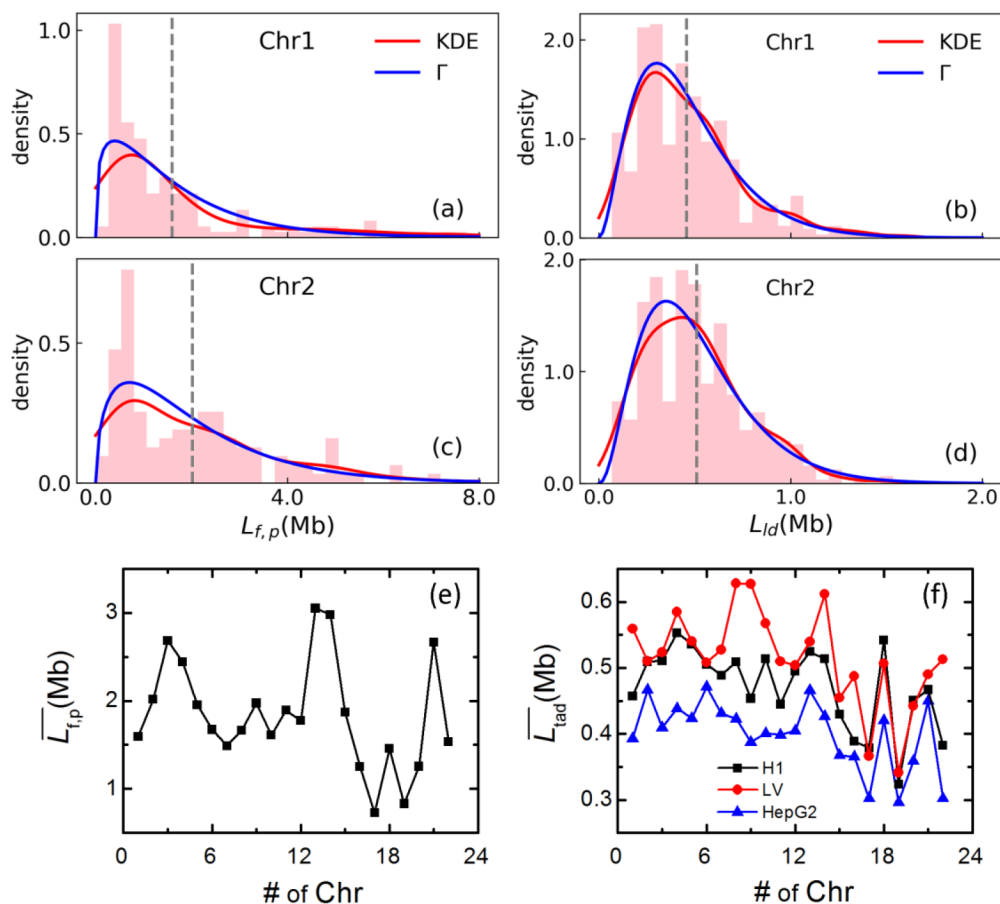 1.0
0.5
0.0
density
Chr1
KDE
Γ
(a)
2.0
1.0
0.0
density
Chr1
KDE
Γ
(b)
0.5
0.0
density
Chr2
(c)
0.0 4.0 8.0
L_{f,p}(Mb)
2.0
1.0
0.0
density
Chr2
(d)
0.0 1.0 2.0
L_{ld}(Mb)
3
2
1
\overline{L_{f,p}}(Mb)
(e)
0 6 12 18 24
# of Chr
0.6
0.5
0.4
0.3
\overline{L_{tad}}(Mb)
(f)
H1
LV
HepG2
0 6 12 18 24
# of Chr